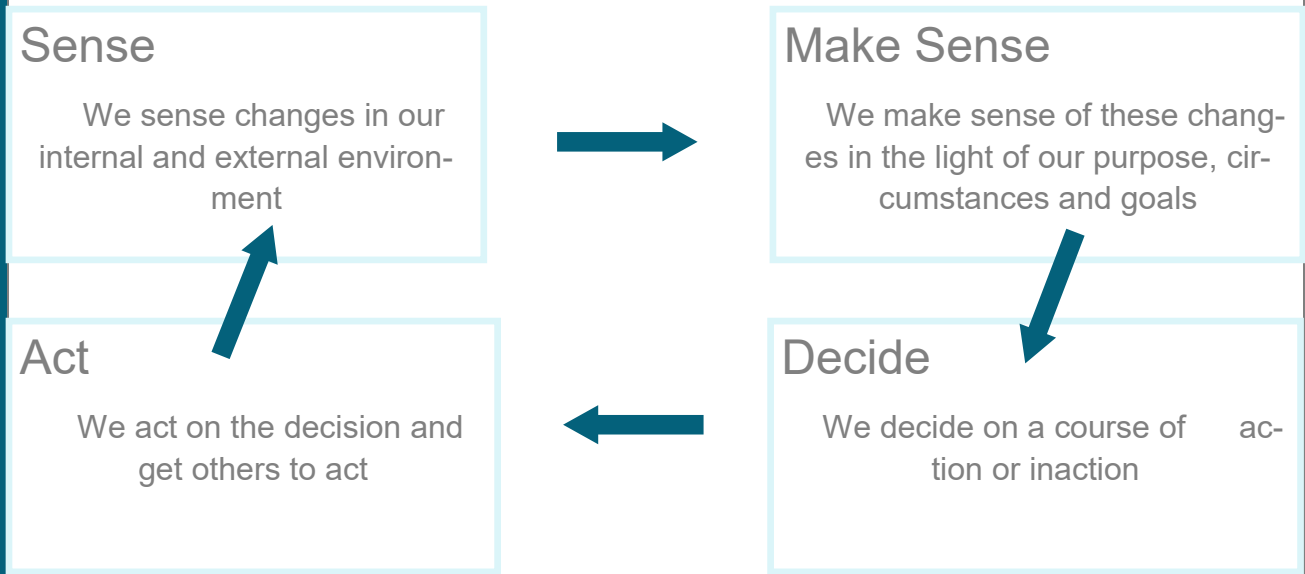 Sense
We sense changes in our
internal and external environ-
ment
Make Sense
We make sense of these chang-
es in the light of our purpose, cir-
cumstances and goals
Act
We act on the decision and
get others to act
Decide
We decide on a course of ac-
tion or inaction